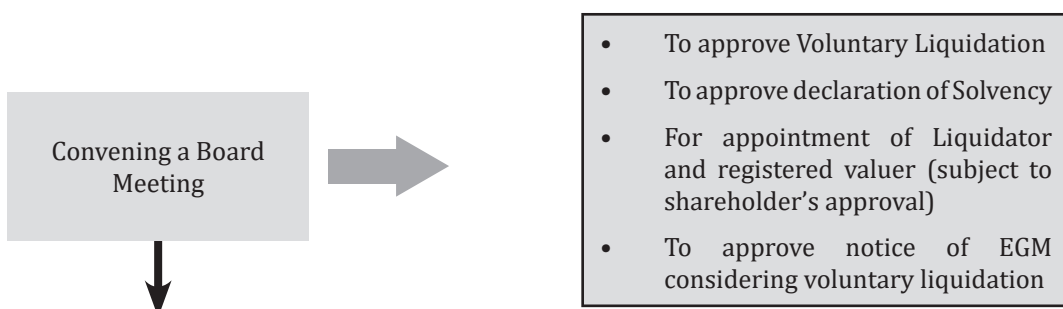 Convening a Board
Meeting
• To approve Voluntary Liquidation
• To approve declaration of Solvency
• For appointment of Liquidator
and registered valuer (subject to
shareholder’s approval)
• To approve notice of EGM
considering voluntary liquidation